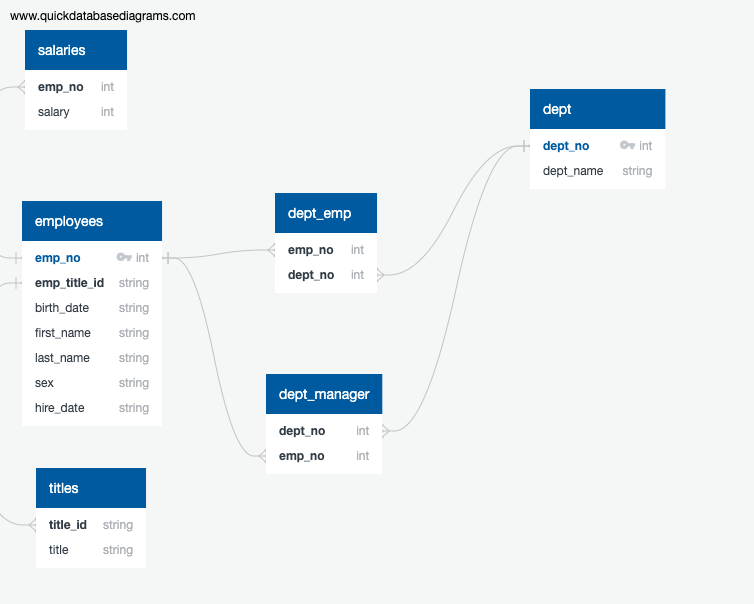 www.quickdatabasediagrams.com
salaries
emp_no int
salary int
employees
emp_no int
emp_title_id string
birth_date string
first_name string
last_name string
sex string
hire_date string
titles
title_id string
title string
dept_emp
emp_no int
dept_no int
dept_manager
dept_no int
emp_no int
dept
dept_no int
dept_name string